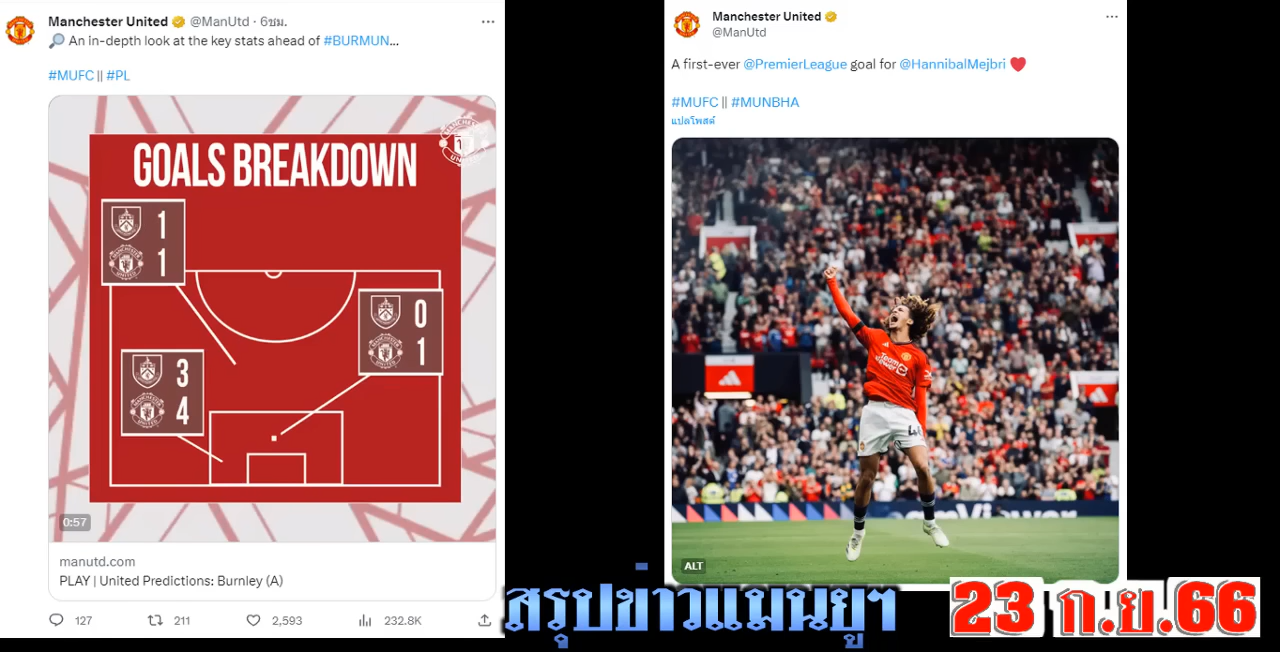 Manchester United @ManUtd · 6ชม.
An in-depth look at the key stats ahead of #BURMUN...
#MUFC || #PL
GOALS BREAKDOWN
1
1
0
1
3
4
0:57
manutd.com
PLAY | United Predictions: Burnley (A)
127 211 2,593 232.8K
Manchester United
@ManUtd
A first-ever @PremierLeague goal for @HannibalMejbri
#MUFC || #MUNBHA
แปลโพสต์
TeamViewer
TeamViewer
ALT
สรุปข่าวแมนยูฯ 23 ก.ย.66